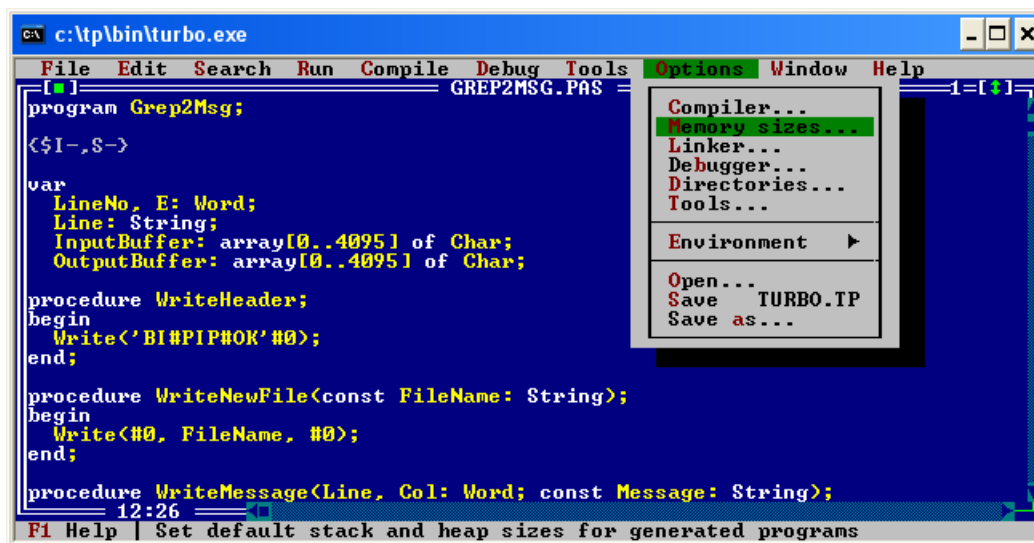 c:\tp\bin\turbo.exe
File Edit Search Run Compile Debug Tools Options Window Help
[■] GREP2MSG.PAS 1=[↕]
program Grep2Msg;
{$I-,S-}
var
LineNo, E: Word;
Line: String;
InputBuffer: array[0..4095] of Char;
OutputBuffer: array[0..4095] of Char;
procedure WriteHeader;
begin
Write('BI#PIP#OK'#0);
end;
procedure WriteNewFile(const FileName: String);
begin
Write(#0, FileName, #0);
end;
procedure WriteMessage(Line, Col: Word; const Message: String);
Compiler...
Memory sizes...
Linker...
Debugger...
Directories...
Tools...
Environment ►
Open...
Save TURBO.TP
Save as...
12:26
F1 Help | Set default stack and heap sizes for generated programs